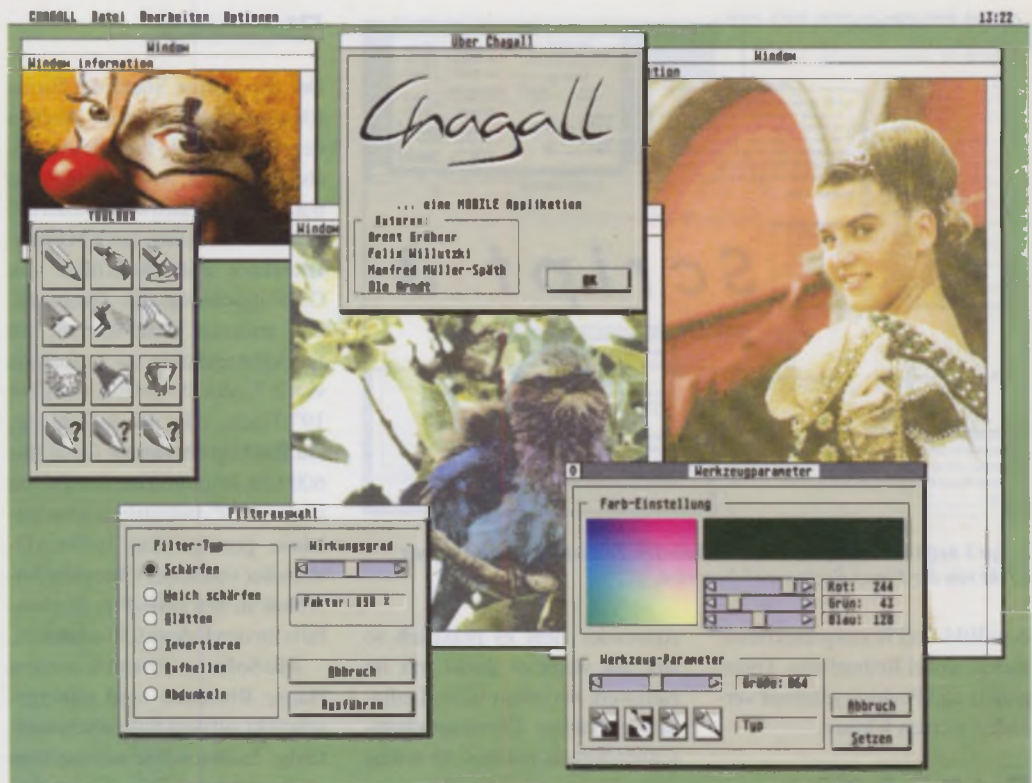 CHAGALL Datei Bearbeiten Optionen 13:22
Window
Window information
Über Chagall
Chagall
... eine MOBILE Applikation
Autoren:
Felix Willutzki
Manfred Müller-Späth
Ole Arndt
OK
Window
Window
TOOLBOX
? ? ?
Filterauswahl
Filter-Typ
Schärfen
Weich schärfen
Glätten
Invertieren
Aufhellen
Abdunkeln
Wirkungsgrad
Faktor: 090 %
Abbruch
Ausführen
Werkzeugparameter
Farb-Einstellung
Rot: 244
Grün: 43
Blau: 128
Werkzeug-Parameter
Größe: 064
Typ
Abbruch
Setzen